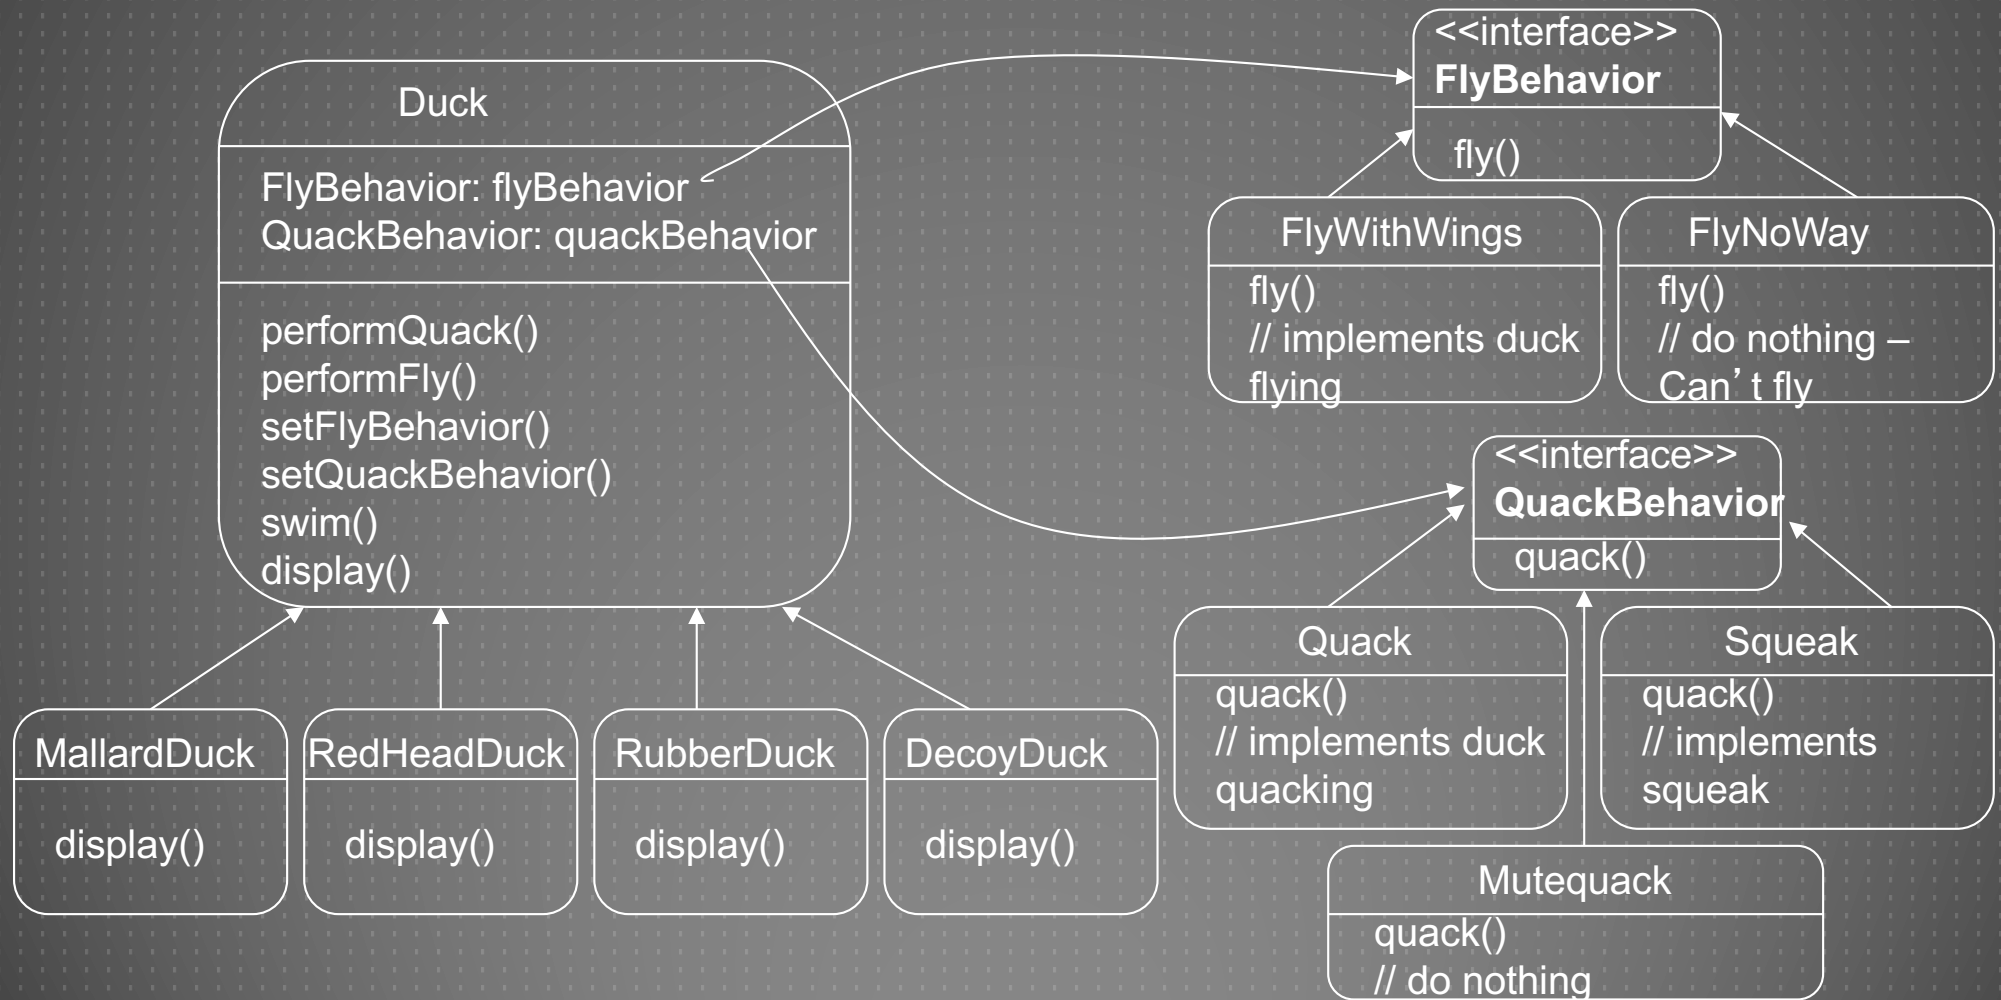 Duck
FlyBehavior: flyBehavior
QuackBehavior: quackBehavior
performQuack()
performFly()
setFlyBehavior()
setQuackBehavior()
swim()
display()
MallardDuck
display()
RedHeadDuck
display()
RubberDuck
display()
DecoyDuck
display()
<<interface>>
FlyBehavior
fly()
FlyWithWings
fly()
// implements duck
flying
FlyNoWay
fly()
// do nothing –
Can’t fly
<<interface>>
QuackBehavior
quack()
Quack
quack()
// implements duck
quacking
Squeak
quack()
// implements
squeak
Mutequack
quack()
// do nothing